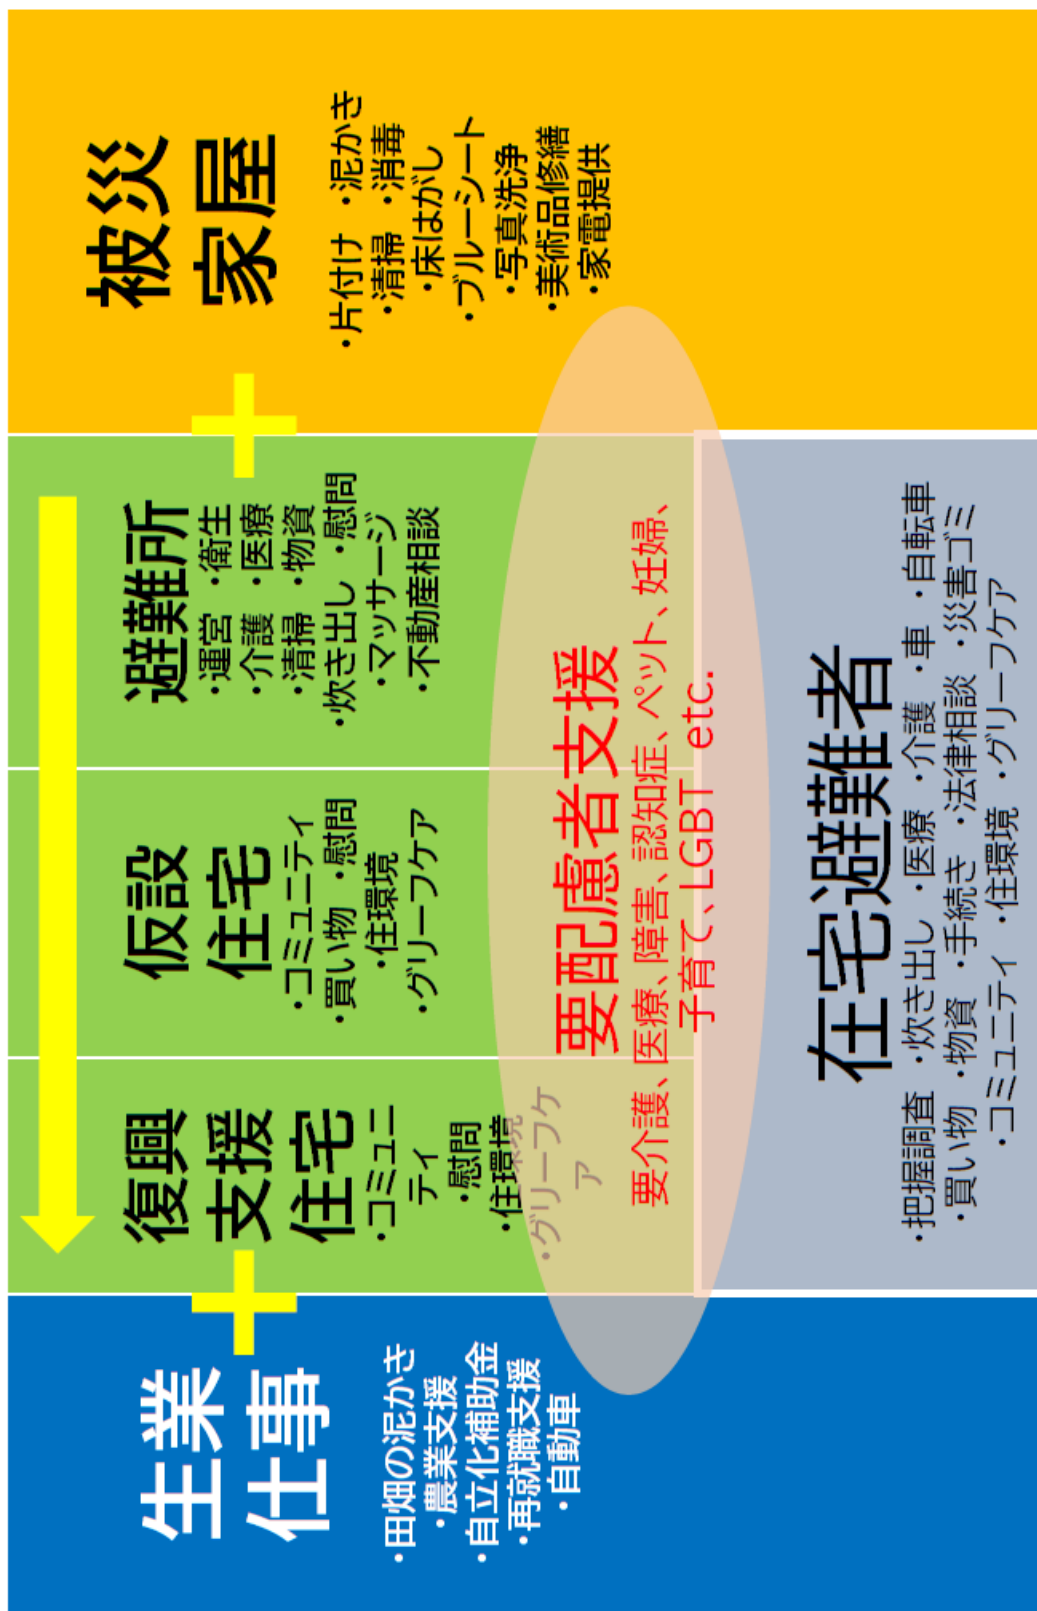 生業
仕事
・田畑の泥かき
・農業支援
・自立化補助金
・再就職支援
・自動車
復興
支援
住宅
・コミュニ
ティ
・慰問
・住環境
・グリーフケ
ア
仮設
住宅
・コミュニティ
・買い物 ・慰問
・住環境
・グリーフケア
避難所
・運営 ・衛生
・介護 ・医療
・清掃 ・物資
・炊き出し ・慰問
・マッサージ
・不動産相談
被災
家屋
・片付け ・泥かき
・清掃 ・消毒
・床はがし
・ブルーシート
・写真洗浄
・美術品修繕
・家電提供
要配慮者支援
要介護、医療、障害、認知症、ペット、妊婦、
子育て、LGBT etc.
在宅避難者
・把握調査 ・炊き出し ・医療 ・介護 ・車 ・自転車
・買い物 ・物資 ・手続き ・法律相談 ・災害ゴミ
・コミュニティ ・住環境 ・グリーフケア